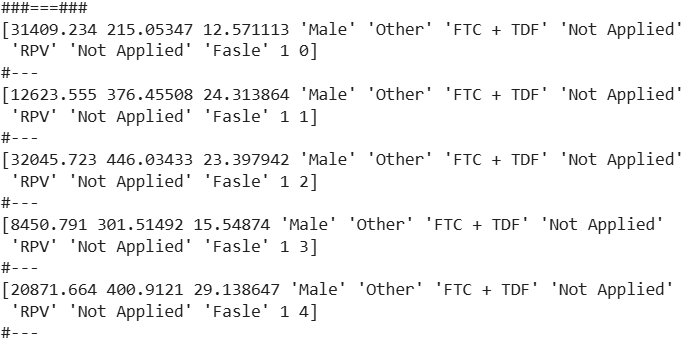 ###===###
[31409.234 215.05347 12.571113 'Male' 'Other' 'FTC + TDF' 'Not Applied'
'RPV' 'Not Applied' 'Fasle' 1 0]
#---
[12623.555 376.45508 24.313864 'Male' 'Other' 'FTC + TDF' 'Not Applied'
'RPV' 'Not Applied' 'Fasle' 1 1]
#---
[32045.723 446.03433 23.397942 'Male' 'Other' 'FTC + TDF' 'Not Applied'
'RPV' 'Not Applied' 'Fasle' 1 2]
#---
[8450.791 301.51492 15.54874 'Male' 'Other' 'FTC + TDF' 'Not Applied'
'RPV' 'Not Applied' 'Fasle' 1 3]
#---
[20871.664 400.9121 29.138647 'Male' 'Other' 'FTC + TDF' 'Not Applied'
'RPV' 'Not Applied' 'Fasle' 1 4]
#---